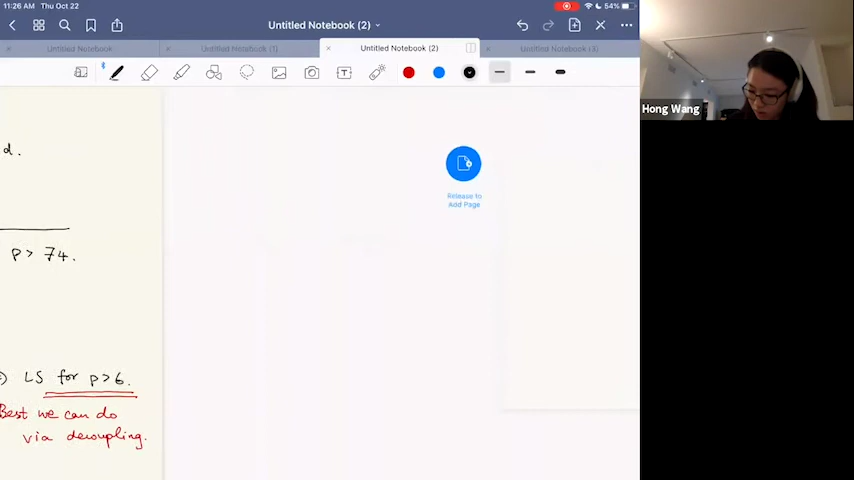 11:26 AM Thu Oct 22
54%
Untitled Notebook (2)
Untitled Notebook
Untitled Notebook (1)
Untitled Notebook (2)
Untitled Notebook (3)
T
Hong Wang
d.
p > 74.
Release to
Add Page
) LS for p>6.
Best we can do
via decoupling.